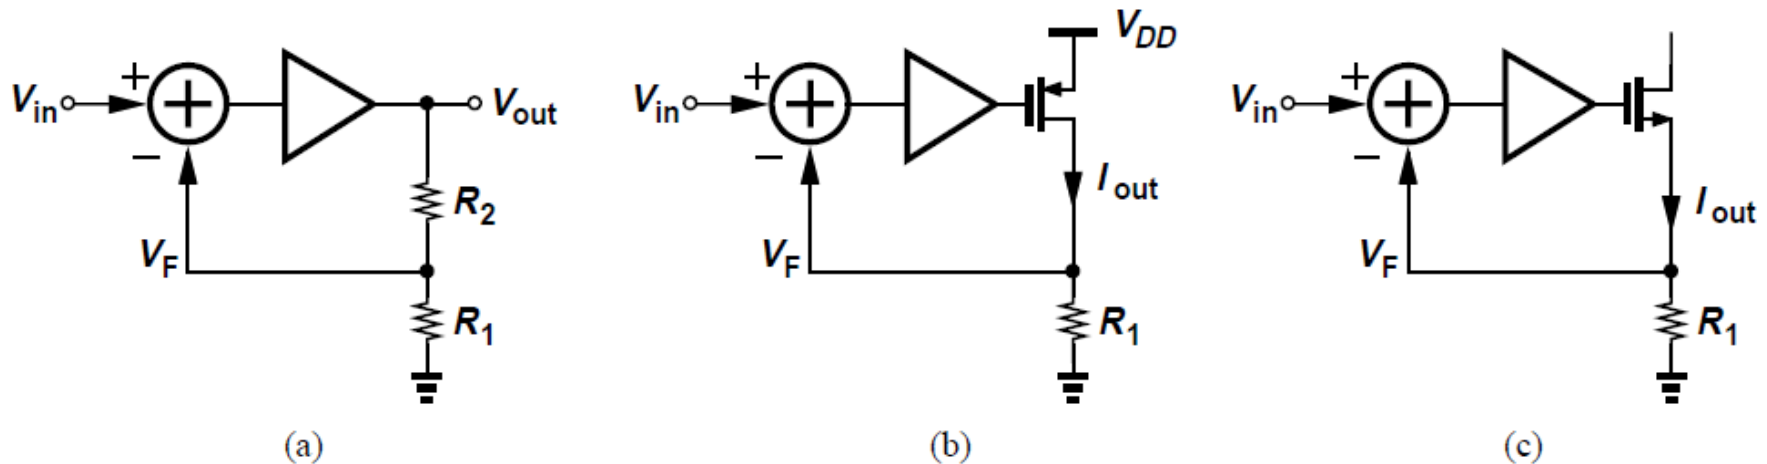 V_in + − V_F V_out R_2 R_1
(a)
V_in + − V_F V_DD I_out R_1
(b)
V_in + − V_F I_out R_1
(c)